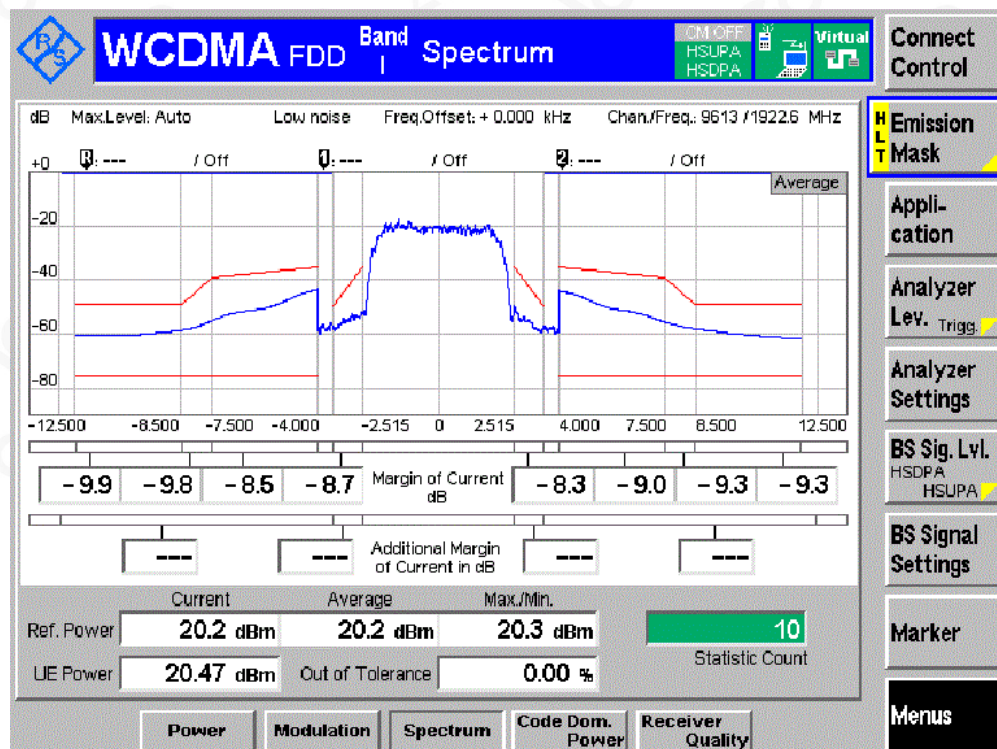 R&S
WCDMA FDD Band I Spectrum
CM OFF
HSUPA
HSDPA
Virtual
Connect Control
dB Max.Level: Auto Low noise Freq.Offset: + 0.000 kHz Chan./Freq.: 9613 / 1922.6 MHz
R: --- / Off 1: --- / Off 2: --- / Off
Average
+0
-20
-40
-60
-80
-12.500 -8.500 -7.500 -4.000 -2.515 0 2.515 4.000 7.500 8.500 12.500
-9.9 -9.8 -8.5 -8.7 Margin of Current dB -8.3 -9.0 -9.3 -9.3
--- --- Additional Margin of Current in dB --- ---
Current Average Max./Min.
Ref. Power 20.2 dBm 20.2 dBm 20.3 dBm 10
Statistic Count
UE Power 20.47 dBm Out of Tolerance 0.00 %
HLT
Emission Mask
Appli-
cation
Analyzer
Lev. Trigg.
Analyzer
Settings
BS Sig. Lvl.
HSDPA
HSUPA
BS Signal
Settings
Marker
Menus
Power Modulation Spectrum Code Dom. Power Receiver Quality